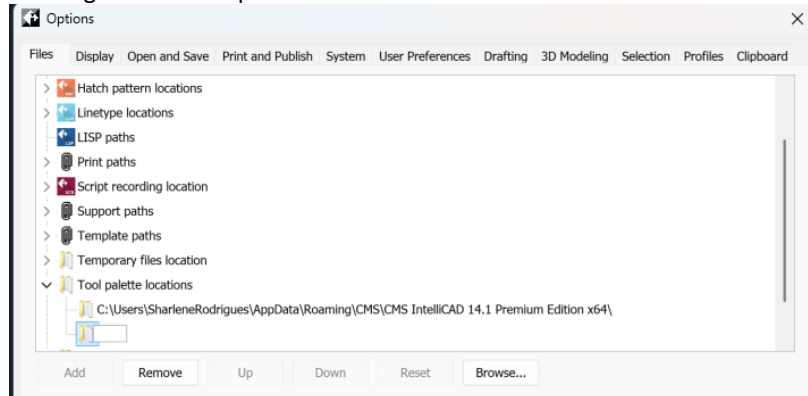 Options
Files Display Open and Save Print and Publish System User Preferences Drafting 3D Modeling Selection Profiles Clipboard
Hatch pattern locations
Linetype locations
LISP paths
Print paths
Script recording location
Support paths
Template paths
Temporary files location
Tool palette locations
C:\Users\SharleneRodrigues\AppData\Roaming\CMS\CMS IntelliCAD 14.1 Premium Edition x64\
Add Remove Up Down Reset Browse...